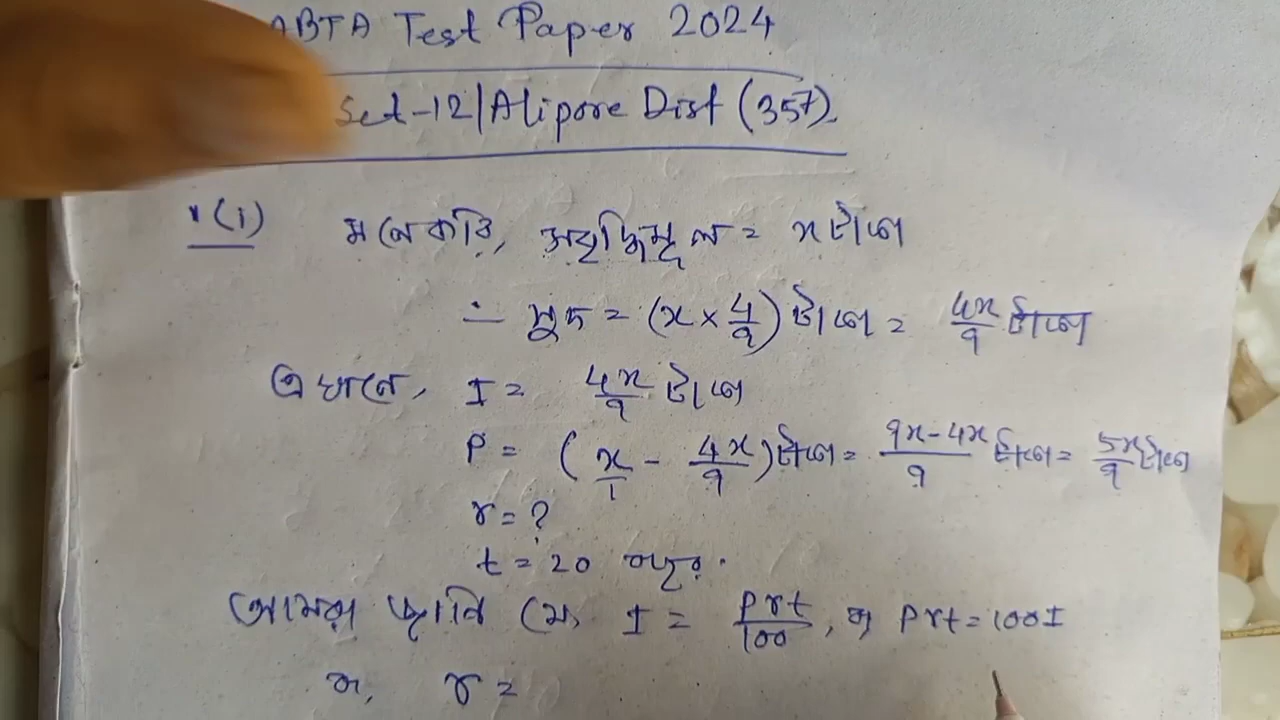 ABTA Test Paper 2024
Set-12/Alipore Dist (357)
1(i) মনেকরি, সবৃদ্ধিমূল = x টাকা
∴ সুদ = (x × 4/9) টাকা = 4x/9 টাকা
এখানে, I = 4x/9 টাকা
P = (x/1 - 4x/9) টাকা = 9x-4x/9 টাকা = 5x/9 টাকা
r = ?
t = 20 বছর.
আমরা জানি যে, I = prt/100, বা prt = 100I
বা, r =